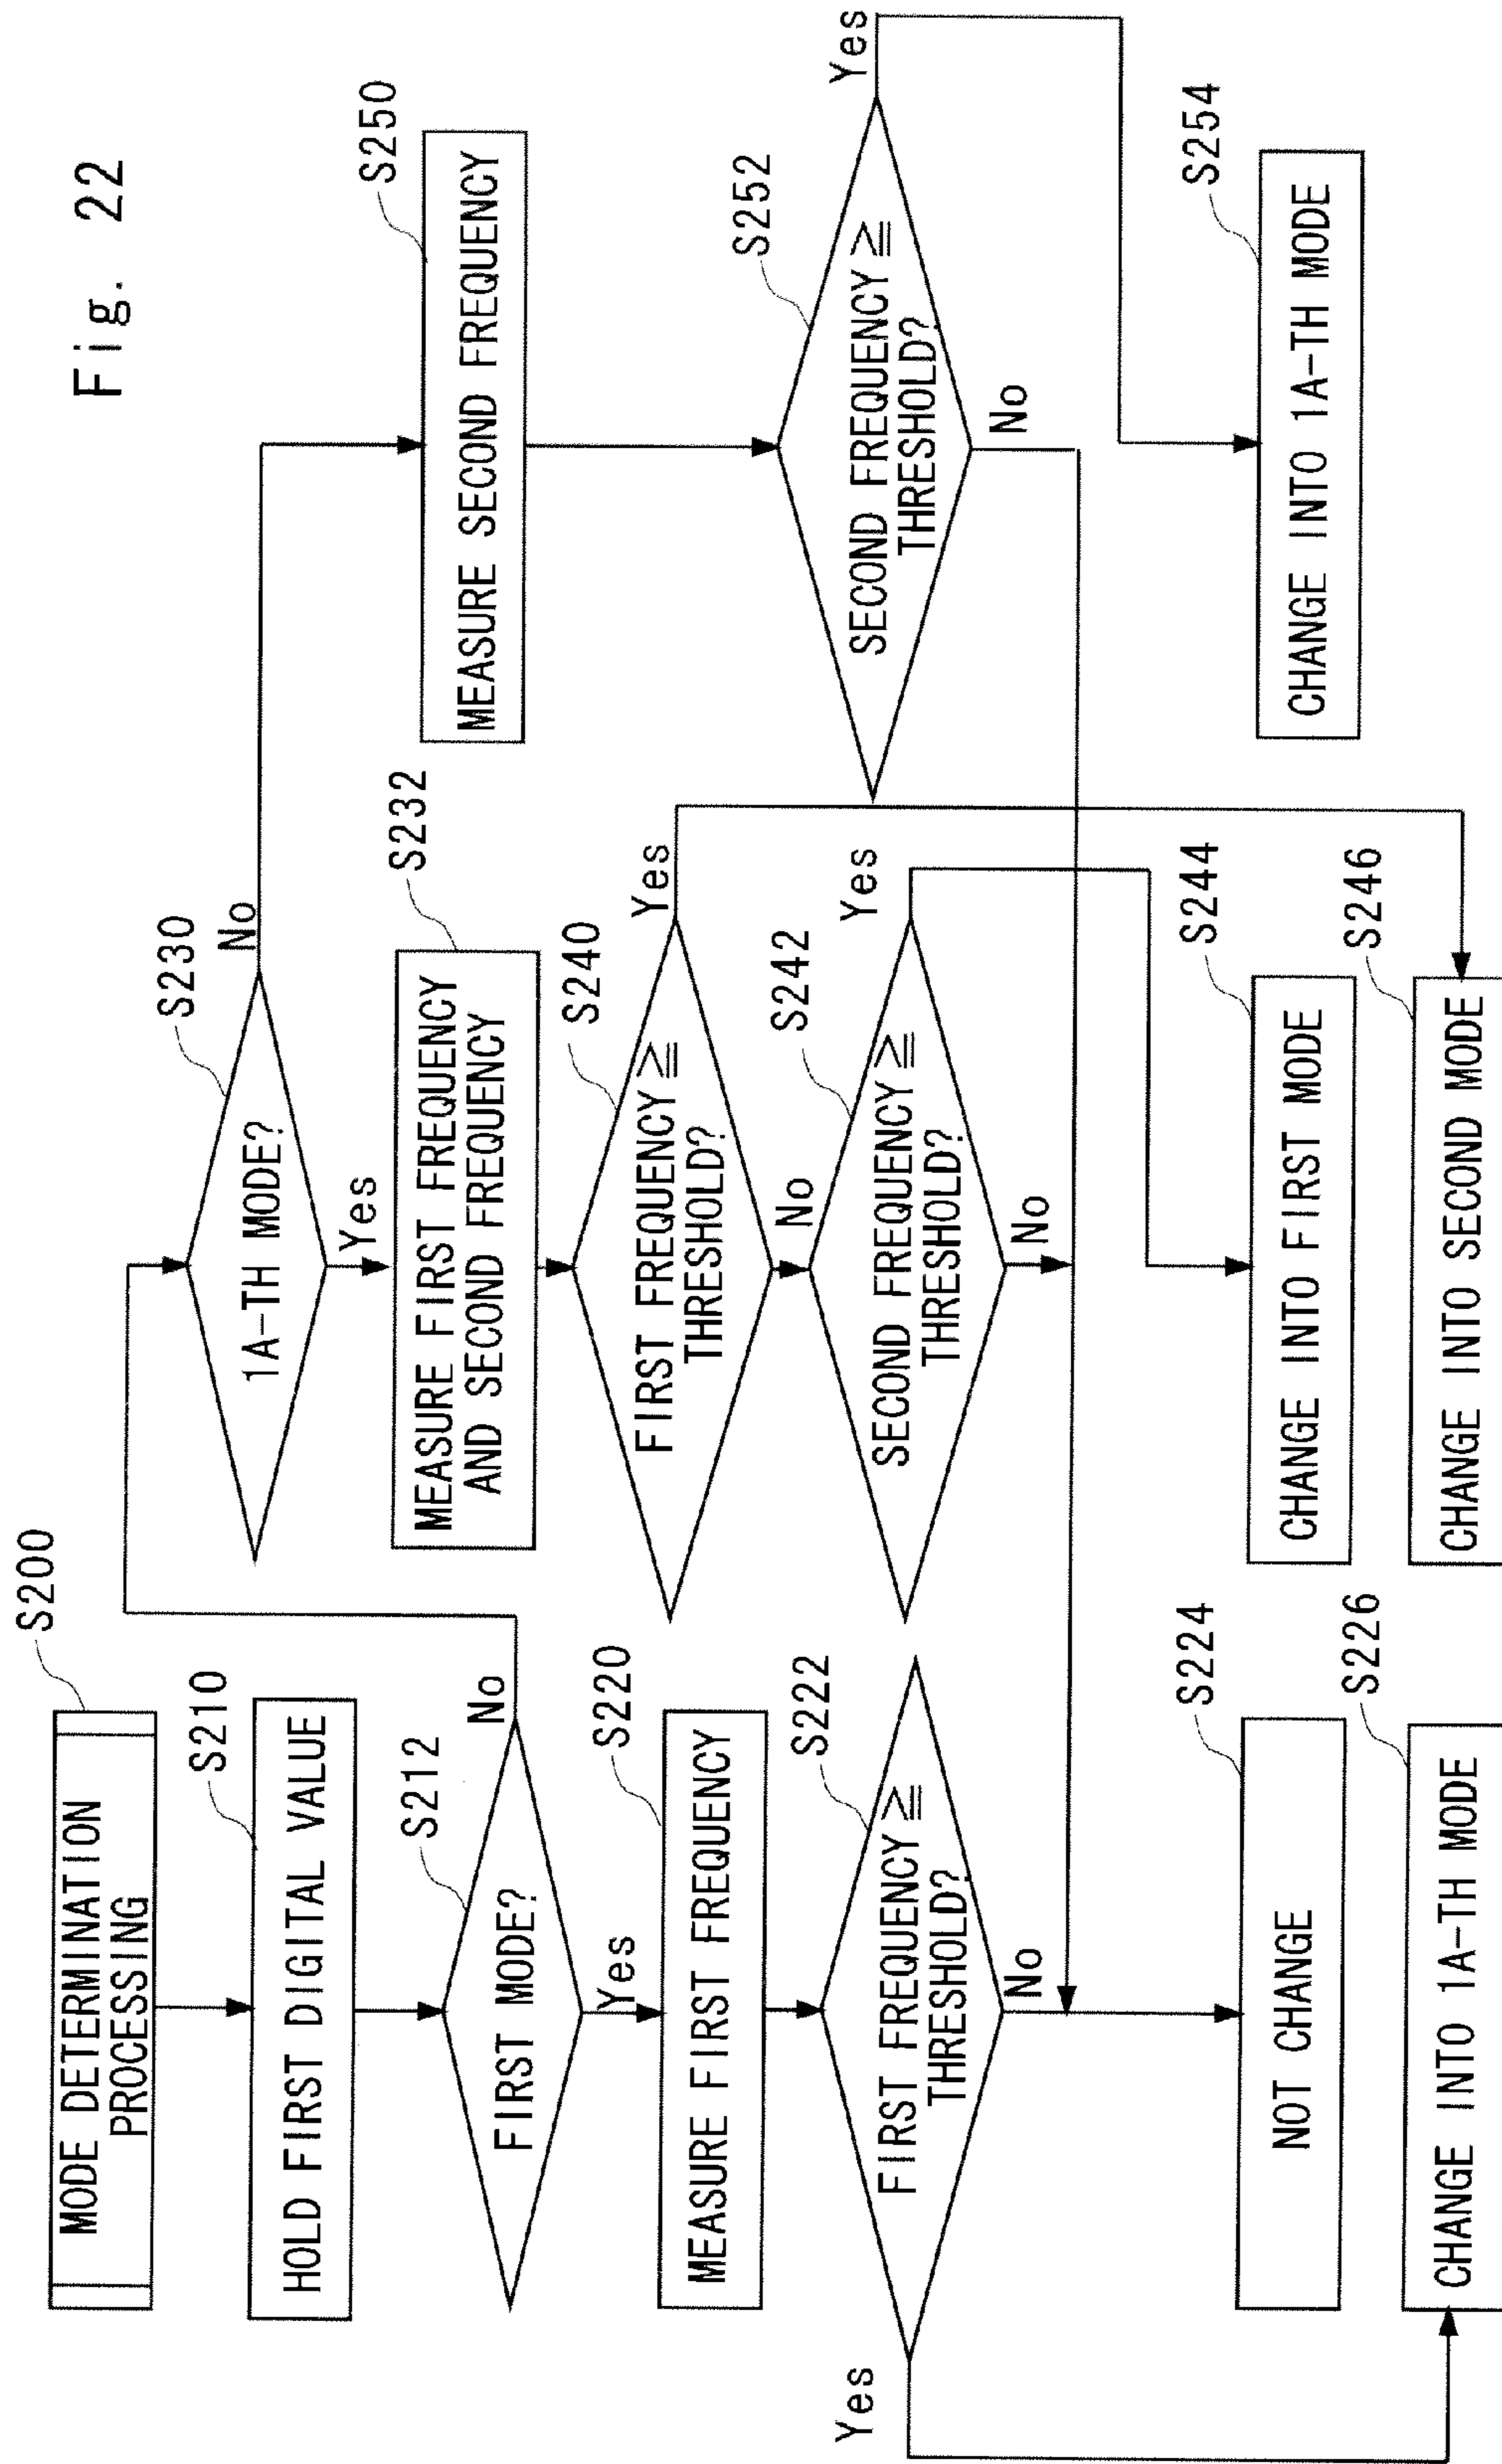 Fig. 22
S200
MODE DETERMINATION
PROCESSING
S210
HOLD FIRST DIGITAL VALUE
S212
FIRST MODE?
No
Yes
S220
MEASURE FIRST FREQUENCY
S222
FIRST FREQUENCY≧
THRESHOLD?
Yes
No
S224
NOT CHANGE
S226
CHANGE INTO 1A-TH MODE
S230
1A-TH MODE?
No
Yes
S232
MEASURE FIRST FREQUENCY
AND SECOND FREQUENCY
S240
FIRST FREQUENCY≧
THRESHOLD?
Yes
No
S242
SECOND FREQUENCY≧
THRESHOLD?
Yes
No
S244
CHANGE INTO FIRST MODE
S246
CHANGE INTO SECOND MODE
S250
MEASURE SECOND FREQUENCY
S252
SECOND FREQUENCY≧
THRESHOLD?
Yes
No
S254
CHANGE INTO 1A-TH MODE